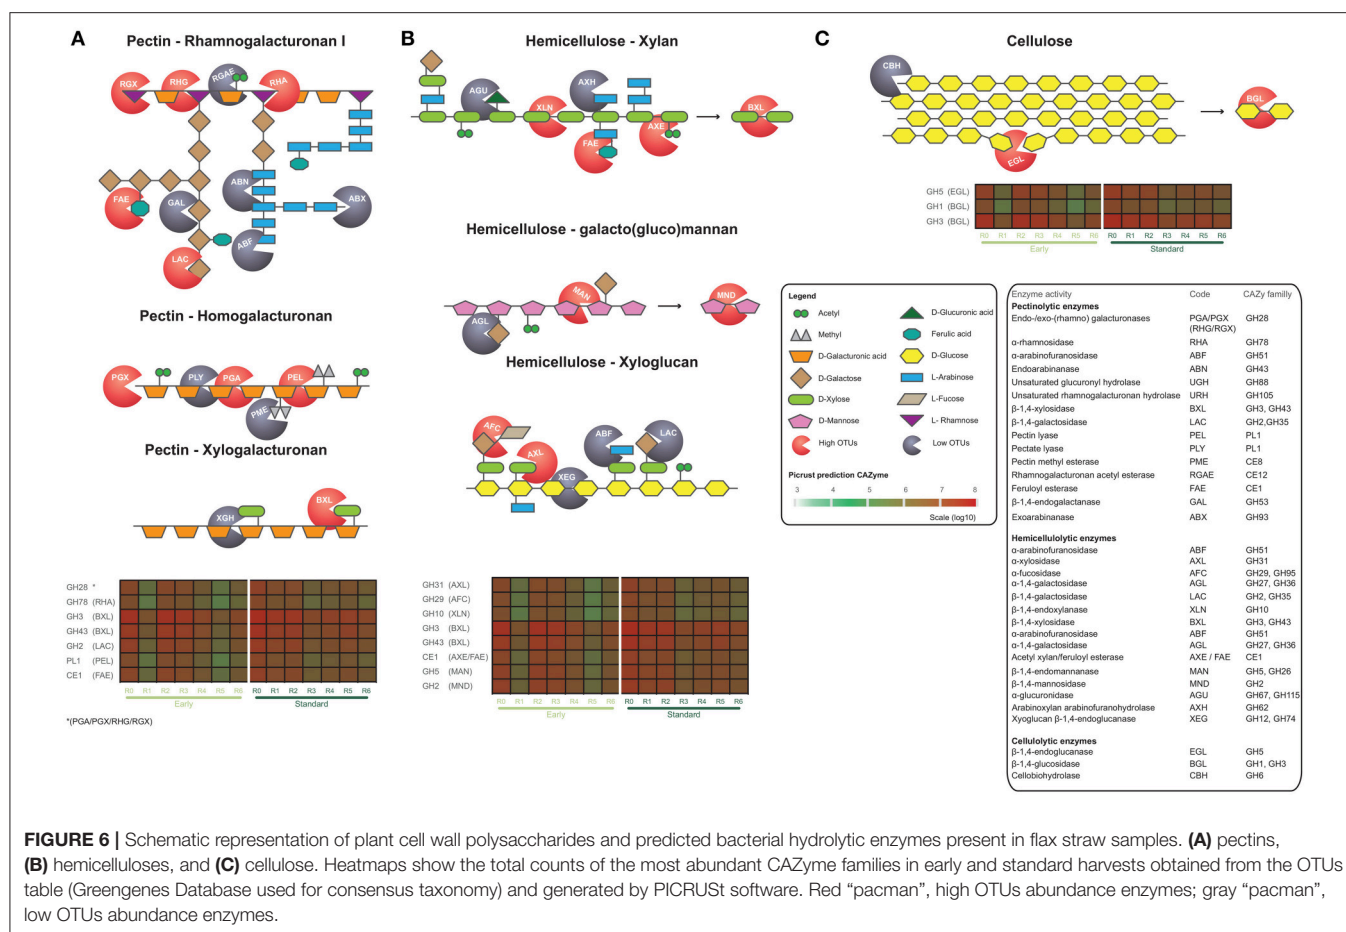 A
Pectin - Rhamnogalacturonan I
RGX
RHG
RGAE
RHA
FAE
GAL
ABN
ABX
ABF
LAC
Pectin - Homogalacturonan
PGX
PLY
PGA
PEL
PME
Pectin - Xylogalacturonan
XGH
BXL
GH28 *
GH78 (RHA)
GH3 (BXL)
GH43 (BXL)
GH2 (LAC)
PL1 (PEL)
CE1 (FAE)
R0 R1 R2 R3 R4 R5 R6 R0 R1 R2 R3 R4 R5 R6
Early Standard
*(PGA/PGX/RHG/RGX)
B
Hemicellulose - Xylan
AGU
XLN
AXH
FAE
AXE
BXL
Hemicellulose - galacto(gluco)mannan
AGL
MAN
MND
Hemicellulose - Xyloglucan
AFC
AXL
XEG
ABF
LAC
GH31 (AXL)
GH29 (AFC)
GH10 (XLN)
GH3 (BXL)
GH43 (BXL)
CE1 (AXE/FAE)
GH5 (MAN)
GH2 (MND)
R0 R1 R2 R3 R4 R5 R6 R0 R1 R2 R3 R4 R5 R6
Early Standard
C
Cellulose
CBH
EGL
BGL
GH5 (EGL)
GH1 (BGL)
GH3 (BGL)
R0 R1 R2 R3 R4 R5 R6 R0 R1 R2 R3 R4 R5 R6
Early Standard
Legend
Acetyl
Methyl
D-Galacturonic acid
D-Galactose
D-Xylose
D-Mannose
High OTUs
D-Glucuronic acid
Ferulic acid
D-Glucose
L-Arabinose
L-Fucose
L- Rhamnose
Low OTUs
Picrust prediction CAZyme
3 4 5 6 7 8
Scale (log10)
Enzyme activity Code CAZy familly
Pectinolytic enzymes
Endo-/exo-(rhamno) galacturonases PGA/PGX GH28
(RHG/RGX)
α-rhamnosidase RHA GH78
α-arabinofuranosidase ABF GH51
Endoarabinanase ABN GH43
Unsaturated glucuronyl hydrolase UGH GH88
Unsaturated rhamnogalacturonan hydrolase URH GH105
β-1,4-xylosidase BXL GH3, GH43
β-1,4-galactosidase LAC GH2,GH35
Pectin lyase PEL PL1
Pectate lyase PLY PL1
Pectin methyl esterase PME CE8
Rhamnogalacturonan acetyl esterase RGAE CE12
Feruloyl esterase FAE CE1
β-1,4-endogalactanase GAL GH53
Exoarabinanase ABX GH93
Hemicellulolytic enzymes
α-arabinofuranosidase ABF GH51
α-xylosidase AXL GH31
α-fucosidase AFC GH29, GH95
α-1,4-galactosidase AGL GH27, GH36
β-1,4-galactosidase LAC GH2, GH35
β-1,4-endoxylanase XLN GH10
β-1,4-xylosidase BXL GH3, GH43
α-arabinofuranosidase ABF GH51
α-1,4-galactosidase AGL GH27, GH36
Acetyl xylan/feruloyl esterase AXE / FAE CE1
β-1,4-endomannanase MAN GH5, GH26
β-1,4-mannosidase MND GH2
α-glucuronidase AGU GH67, GH115
Arabinoxylan arabinofuranohydrolase AXH GH62
Xyoglucan β-1,4-endoglucanase XEG GH12, GH74
Cellulolytic enzymes
β-1,4-endoglucanase EGL GH5
β-1,4-glucosidase BGL GH1, GH3
Cellobiohydrolase CBH GH6
FIGURE 6 | Schematic representation of plant cell wall polysaccharides and predicted bacterial hydrolytic enzymes present in flax straw samples. (A) pectins,
(B) hemicelluloses, and (C) cellulose. Heatmaps show the total counts of the most abundant CAZyme families in early and standard harvests obtained from the OTUs
table (Greengenes Database used for consensus taxonomy) and generated by PICRUSt software. Red “pacman”, high OTUs abundance enzymes; gray “pacman”,
low OTUs abundance enzymes.